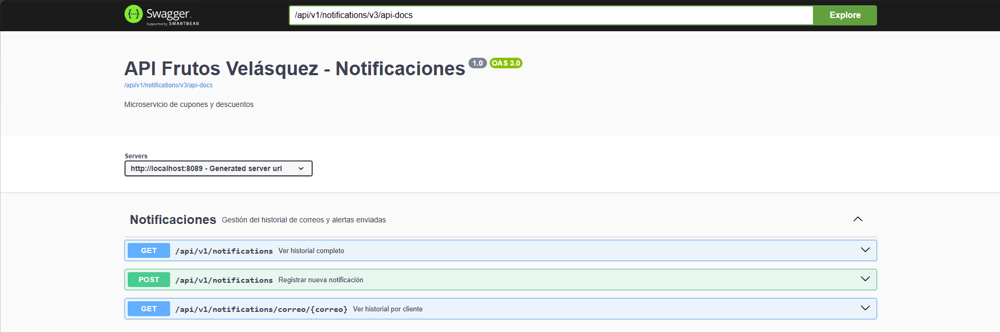 Swagger.
Supported by SMARTBEAR
/api/v1/notifications/v3/api-docs
Explore
API Frutos Velásquez - Notificaciones 1.0 OAS 3.0
/api/v1/notifications/v3/api-docs
Microservicio de cupones y descuentos
Servers
http://localhost:8089 - Generated server url
Notificaciones Gestión del historial de correos y alertas enviadas
GET /api/v1/notifications Ver historial completo
POST /api/v1/notifications Registrar nueva notificación
GET /api/v1/notifications/correo/{correo} Ver historial por cliente